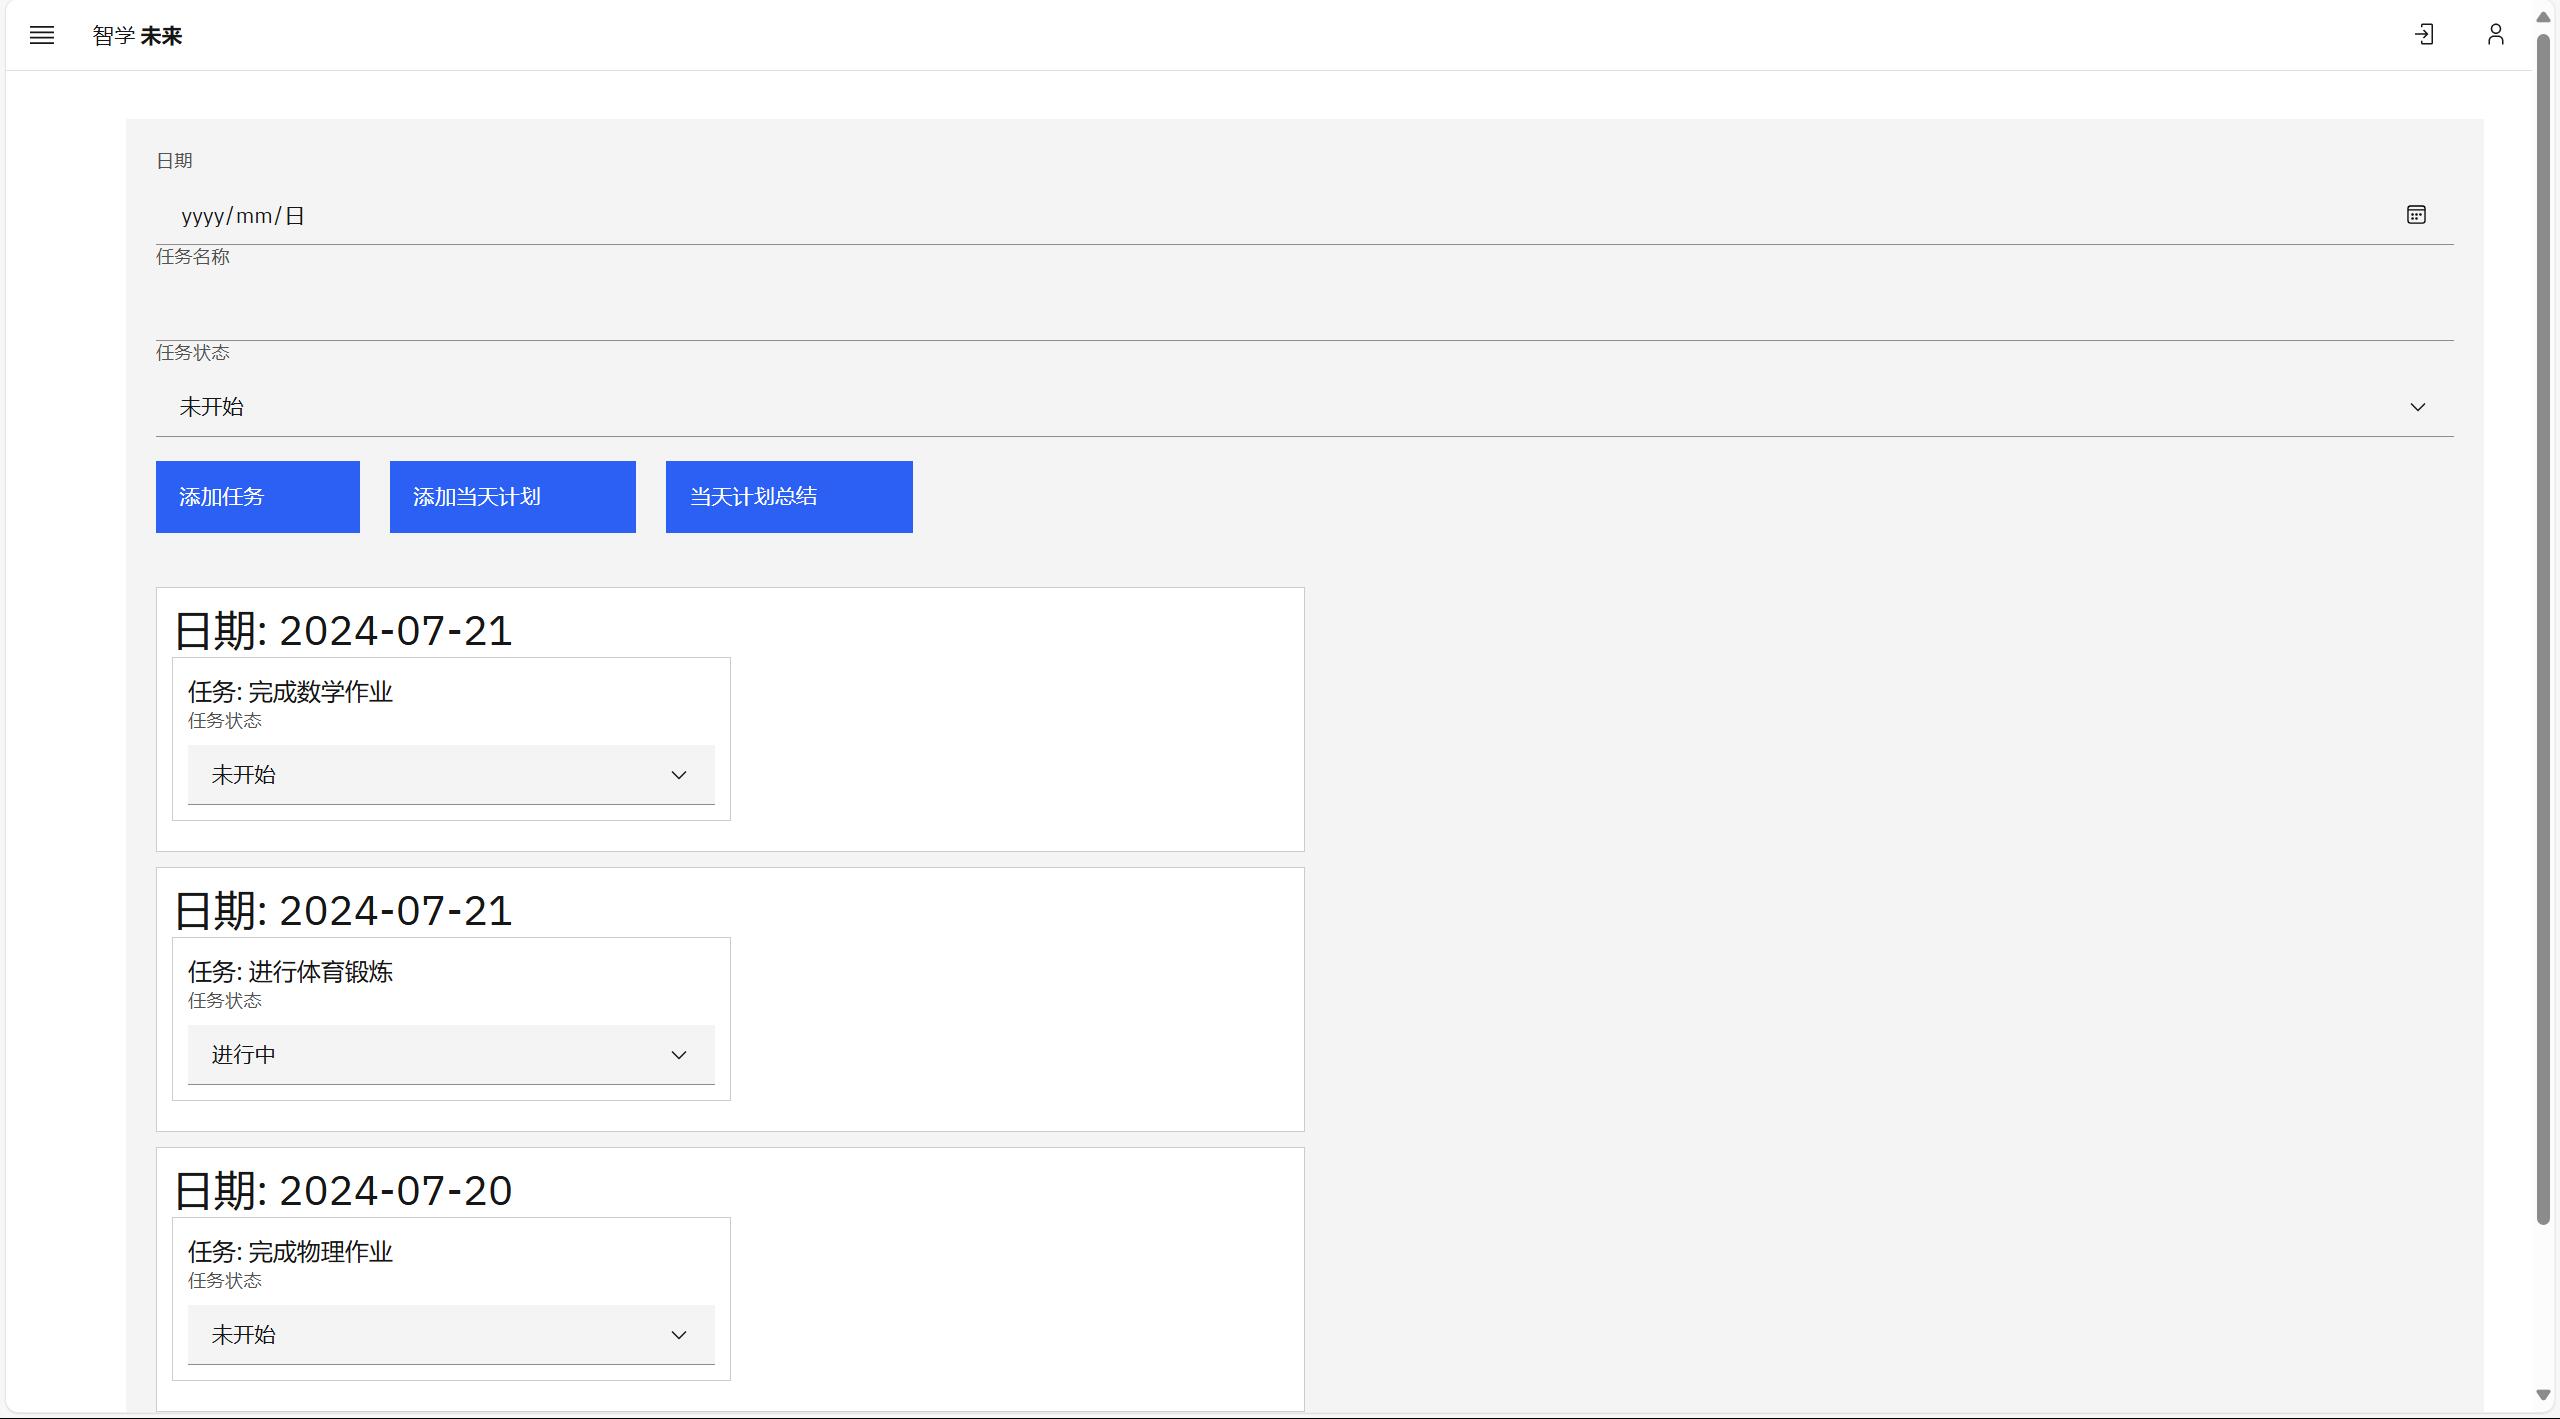 智学 未来
日期
yyyy/mm/日
任务名称
任务状态
未开始
添加任务 添加当天计划 当天计划总结
日期: 2024-07-21
任务: 完成数学作业
任务状态
未开始
日期: 2024-07-21
任务: 进行体育锻炼
任务状态
进行中
日期: 2024-07-20
任务: 完成物理作业
任务状态
未开始